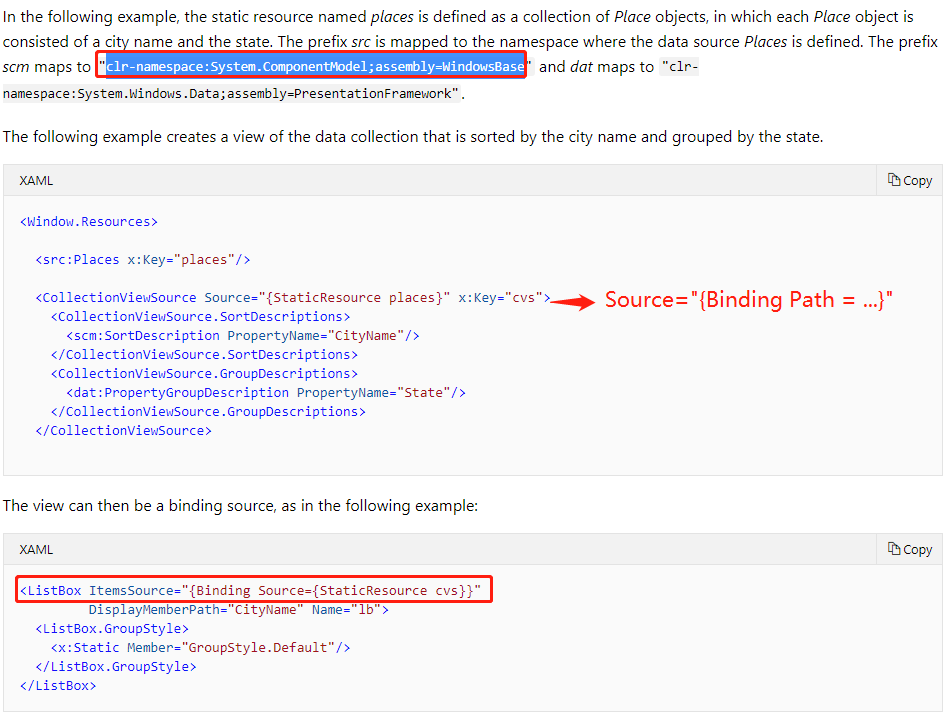 In the following example, the static resource named places is defined as a collection of Place objects, in which each Place object is
consisted of a city name and the state. The prefix src is mapped to the namespace where the data source Places is defined. The prefix
scm maps to "clr-namespace:System.ComponentModel;assembly=WindowsBase" and dat maps to "clr-
namespace:System.Windows.Data;assembly=PresentationFramework".
The following example creates a view of the data collection that is sorted by the city name and grouped by the state.
XAML Copy
<Window.Resources>
<src:Places x:Key="places"/>
<CollectionViewSource Source="{StaticResource places}" x:Key="cvs"> Source="{Binding Path = ...}"
<CollectionViewSource.SortDescriptions>
<scm:SortDescription PropertyName="CityName"/>
</CollectionViewSource.SortDescriptions>
<CollectionViewSource.GroupDescriptions>
<dat:PropertyGroupDescription PropertyName="State"/>
</CollectionViewSource.GroupDescriptions>
</CollectionViewSource>
The view can then be a binding source, as in the following example:
XAML Copy
<ListBox ItemsSource="{Binding Source={StaticResource cvs}}"
DisplayMemberPath="CityName" Name="lb">
<ListBox.GroupStyle>
<x:Static Member="GroupStyle.Default"/>
</ListBox.GroupStyle>
</ListBox>